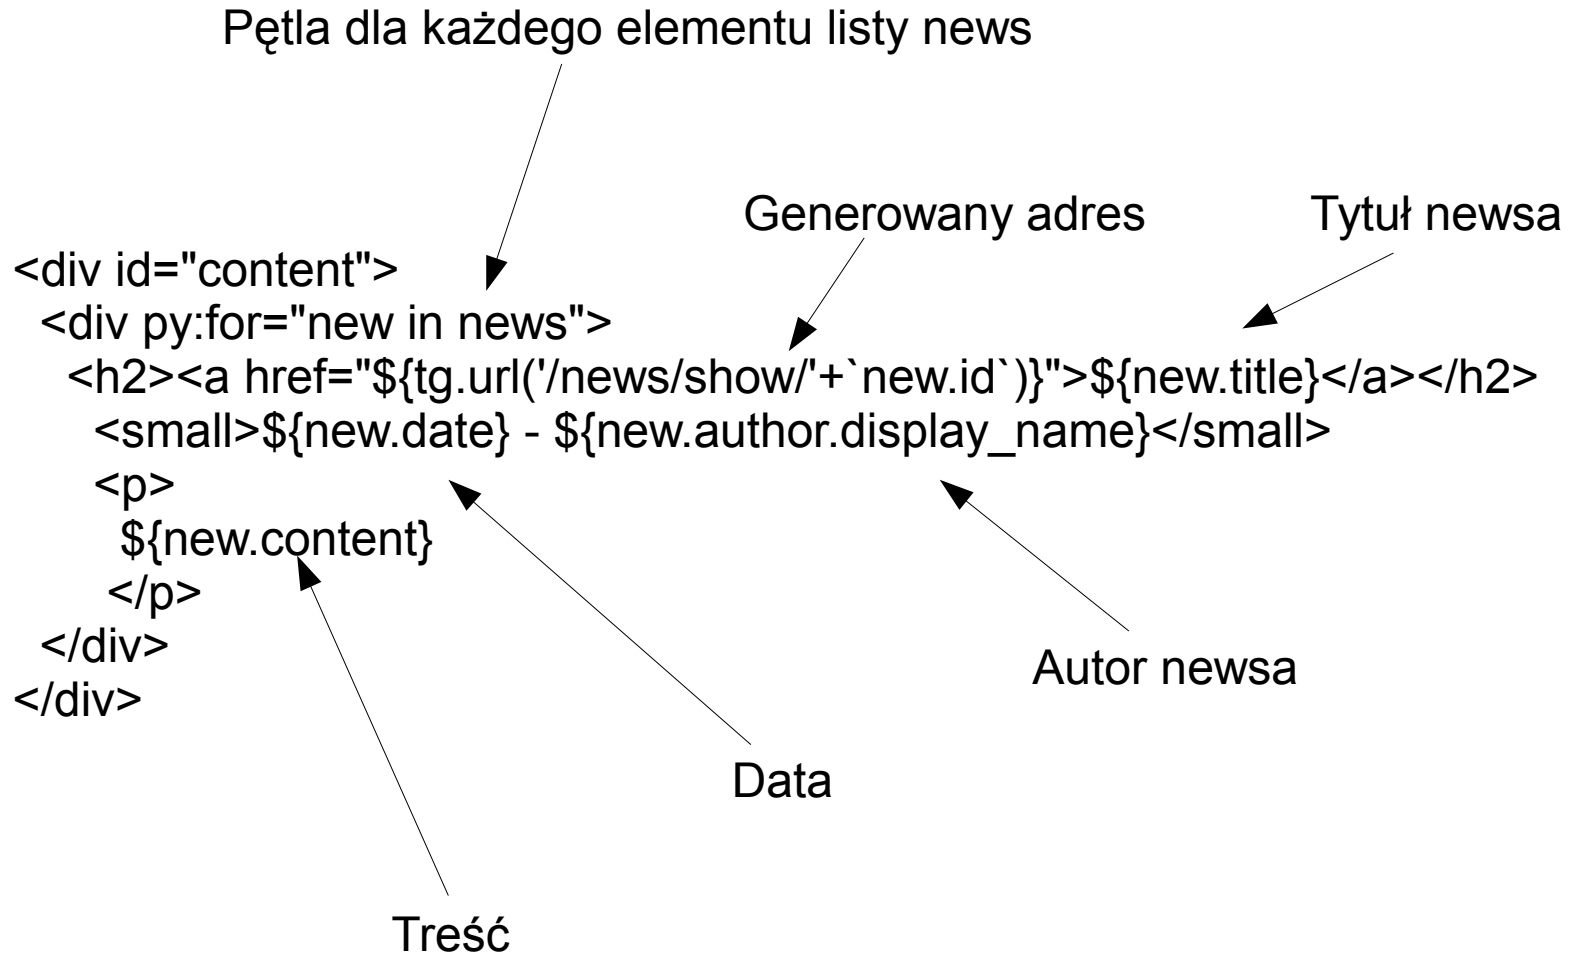 Pętla dla każdego elementu listy news
Generowany adres
Tytuł newsa
<div id="content">
<div py:for="new in news">
<h2><a href="${tg.url('/news/show/'+`new.id`)}">${new.title}</a></h2>
<small>${new.date} - ${new.author.display_name}</small>
<p>
${new.content}
</p>
</div>
</div>
Autor newsa
Data
Treść